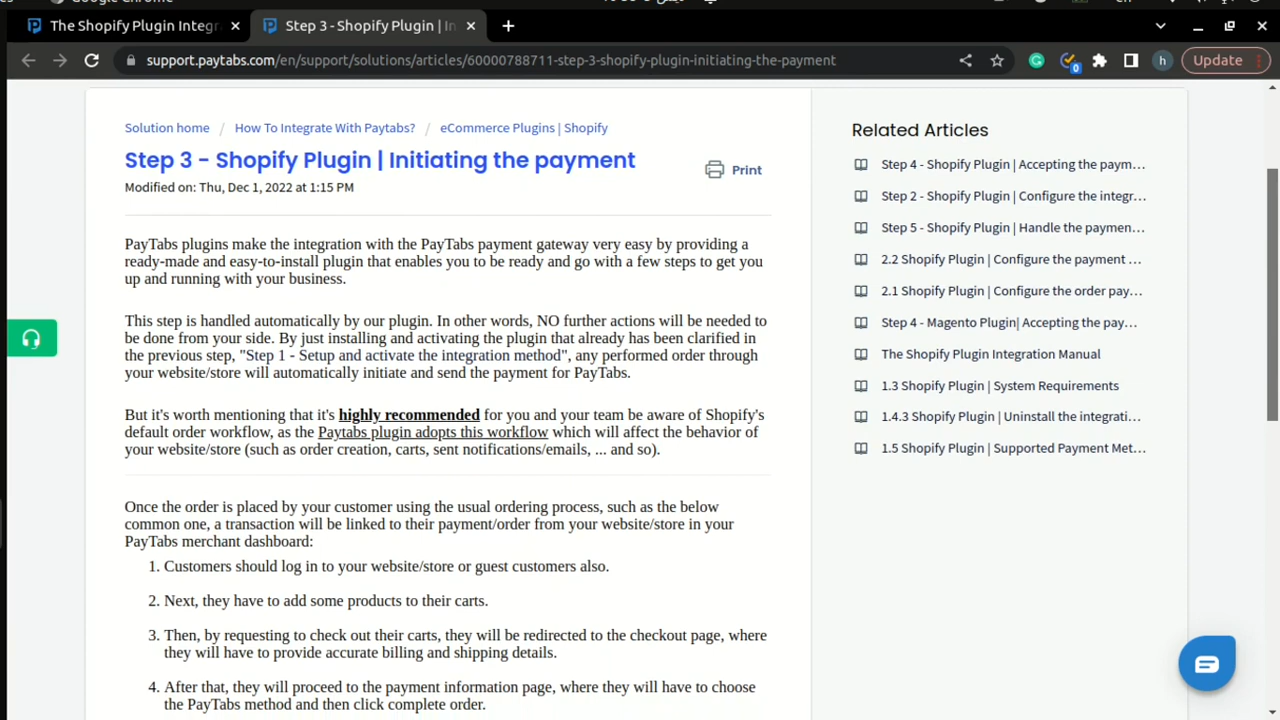 The Shopify Plugin Integr
Step 3 - Shopify Plugin | In
support.paytabs.com/en/support/solutions/articles/60000788711-step-3-shopify-plugin-initiating-the-payment
0
h
Update
Solution home / How To Integrate With Paytabs? / eCommerce Plugins | Shopify
Step 3 - Shopify Plugin | Initiating the payment
Print
Modified on: Thu, Dec 1, 2022 at 1:15 PM
PayTabs plugins make the integration with the PayTabs payment gateway very easy by providing a
ready-made and easy-to-install plugin that enables you to be ready and go with a few steps to get you
up and running with your business.
This step is handled automatically by our plugin. In other words, NO further actions will be needed to
be done from your side. By just installing and activating the plugin that already has been clarified in
the previous step, "Step 1 - Setup and activate the integration method", any performed order through
your website/store will automatically initiate and send the payment for PayTabs.
But it's worth mentioning that it's highly recommended for you and your team be aware of Shopify's
default order workflow, as the Paytabs plugin adopts this workflow which will affect the behavior of
your website/store (such as order creation, carts, sent notifications/emails, ... and so).
Once the order is placed by your customer using the usual ordering process, such as the below
common one, a transaction will be linked to their payment/order from your website/store in your
PayTabs merchant dashboard:
1. Customers should log in to your website/store or guest customers also.
2. Next, they have to add some products to their carts.
3. Then, by requesting to check out their carts, they will be redirected to the checkout page, where
they will have to provide accurate billing and shipping details.
4. After that, they will proceed to the payment information page, where they will have to choose
the PayTabs method and then click complete order.
Related Articles
Step 4 - Shopify Plugin | Accepting the paym...
Step 2 - Shopify Plugin | Configure the integr...
Step 5 - Shopify Plugin | Handle the paymen...
2.2 Shopify Plugin | Configure the payment ...
2.1 Shopify Plugin | Configure the order pay...
Step 4 - Magento Plugin| Accepting the pay...
The Shopify Plugin Integration Manual
1.3 Shopify Plugin | System Requirements
1.4.3 Shopify Plugin | Uninstall the integrati...
1.5 Shopify Plugin | Supported Payment Met...